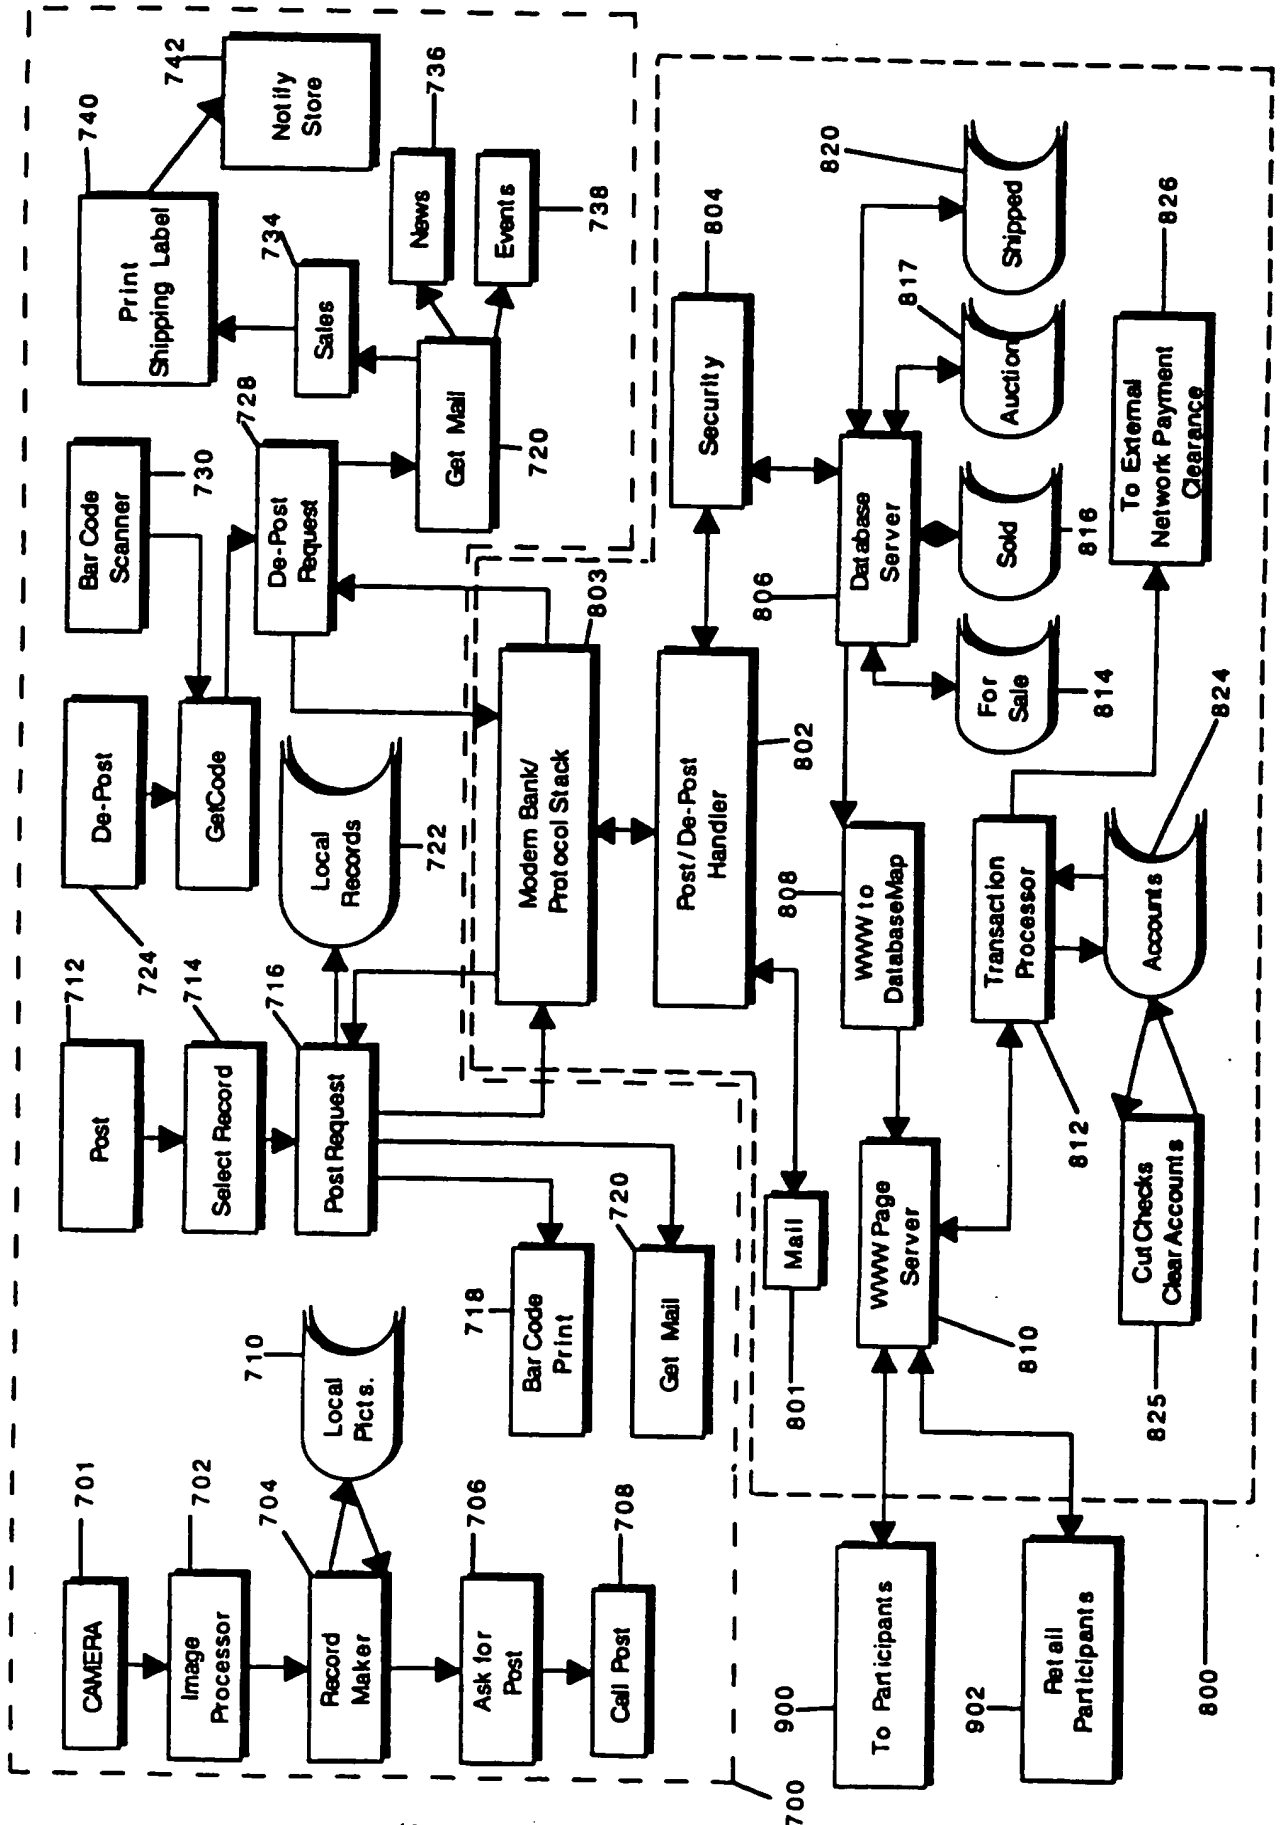 CAMERA
701
Image
Processor
702
Record
Maker
704
Local
Picts.
710
Ask for
Post
706
Call Post
708
Post
712
Select Record
714
Post Request
716
Local
Records
722
Bar Code
Print
718
Get Mail
720
De-Post
724
GetCode
Bar Code
Scanner
730
De-Post
Request
728
Get Mail
720
Sales
734
News
736
Events
738
Print
Shipping Label
740
Notify
Store
742
700
Modem Bank/
Protocol Stack
803
Post/De-Post
Handler
802
Security
804
Mail
801
Database
Server
806
WWW to
DatabaseMap
808
WWW Page
Server
810
For
Sale
814
Sold
816
Auction
817
Shipped
820
Transaction
Processor
812
Accounts
824
Cut Checks
Clear Accounts
825
To External
Network Payment
Clearance
826
To Participants
900
Retail
Participants
902
800